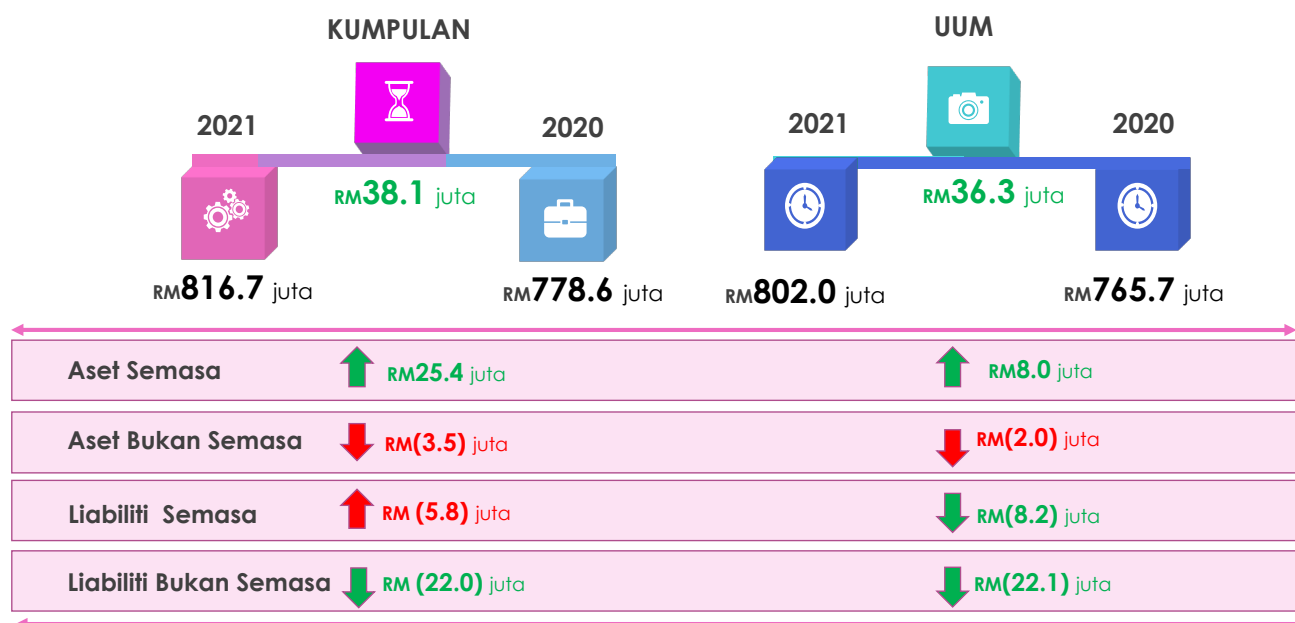 KUMPULAN
UUM
2021
2020
2021
2020
RM38.1 juta
RM36.3 juta
RM816.7 juta
RM778.6 juta
RM802.0 juta
RM765.7 juta
Aset Semasa RM25.4 juta RM8.0 juta
Aset Bukan Semasa RM(3.5) juta RM(2.0) juta
Liabiliti Semasa RM (5.8) juta RM(8.2) juta
Liabiliti Bukan Semasa RM (22.0) juta RM(22.1) juta